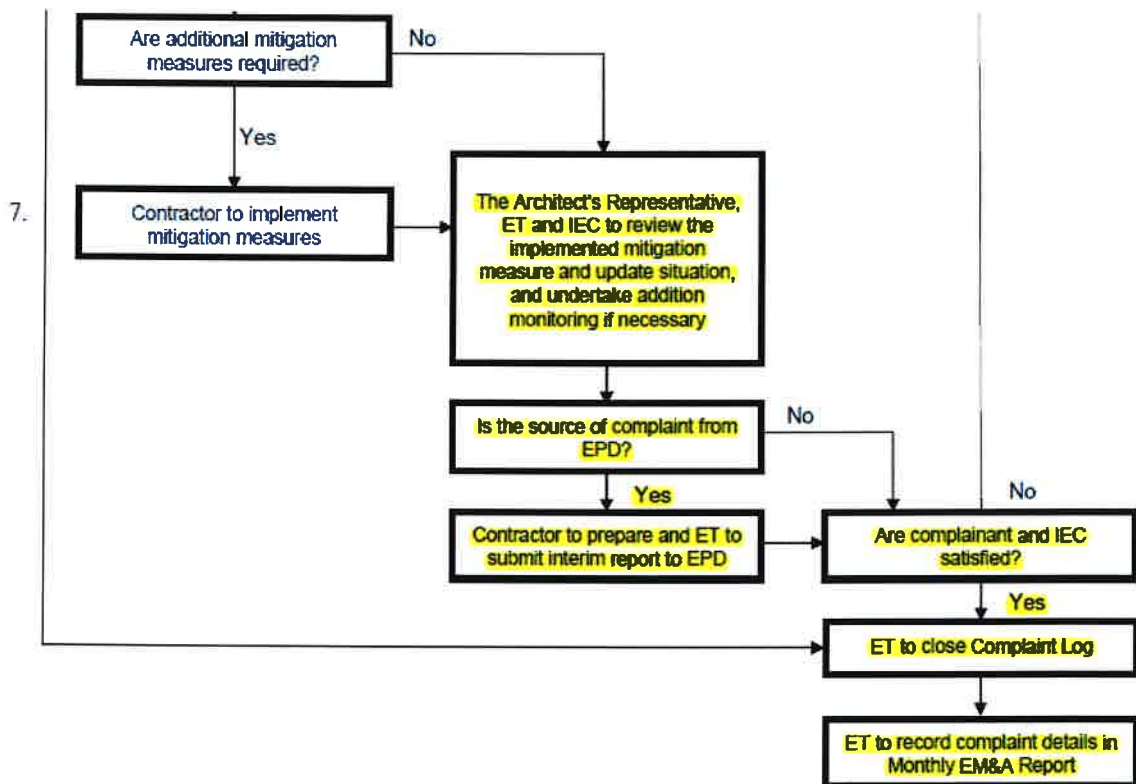 Are additional mitigation
measures required?
No
Yes
7.
Contractor to implement
mitigation measures
The Architect's Representative,
ET and IEC to review the
implemented mitigation
measure and update situation,
and undertake addition
monitoring if necessary
Is the source of complaint from
EPD?
No
Yes
Contractor to prepare and ET to
submit interim report to EPD
No
Are complainant and IEC
satisfied?
Yes
ET to close Complaint Log
ET to record complaint details in
Monthly EM&A Report